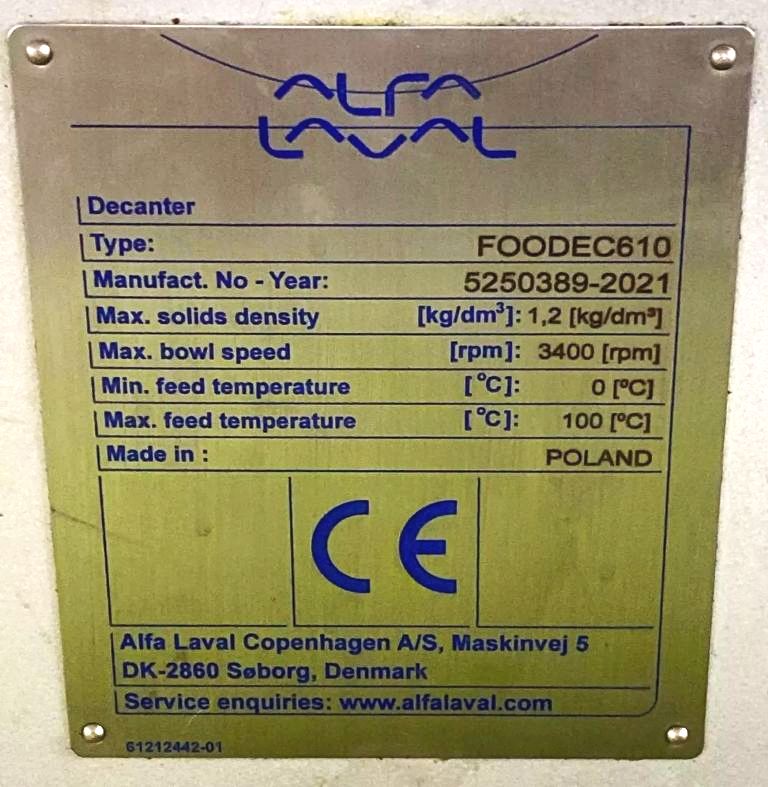 ALFA
LAVAL
Decanter
Type: FOODEC610
Manufact. No - Year: 5250389-2021
Max. solids density [kg/dm³]: 1,2 [kg/dm³]
Max. bowl speed [rpm]: 3400 [rpm]
Min. feed temperature [°C]: 0 [ºC]
Max. feed temperature [°C]: 100 [ºC]
Made in : POLAND
CE
Alfa Laval Copenhagen A/S, Maskinvej 5
DK-2860 Søborg, Denmark
Service enquiries: www.alfalaval.com
61212442-01